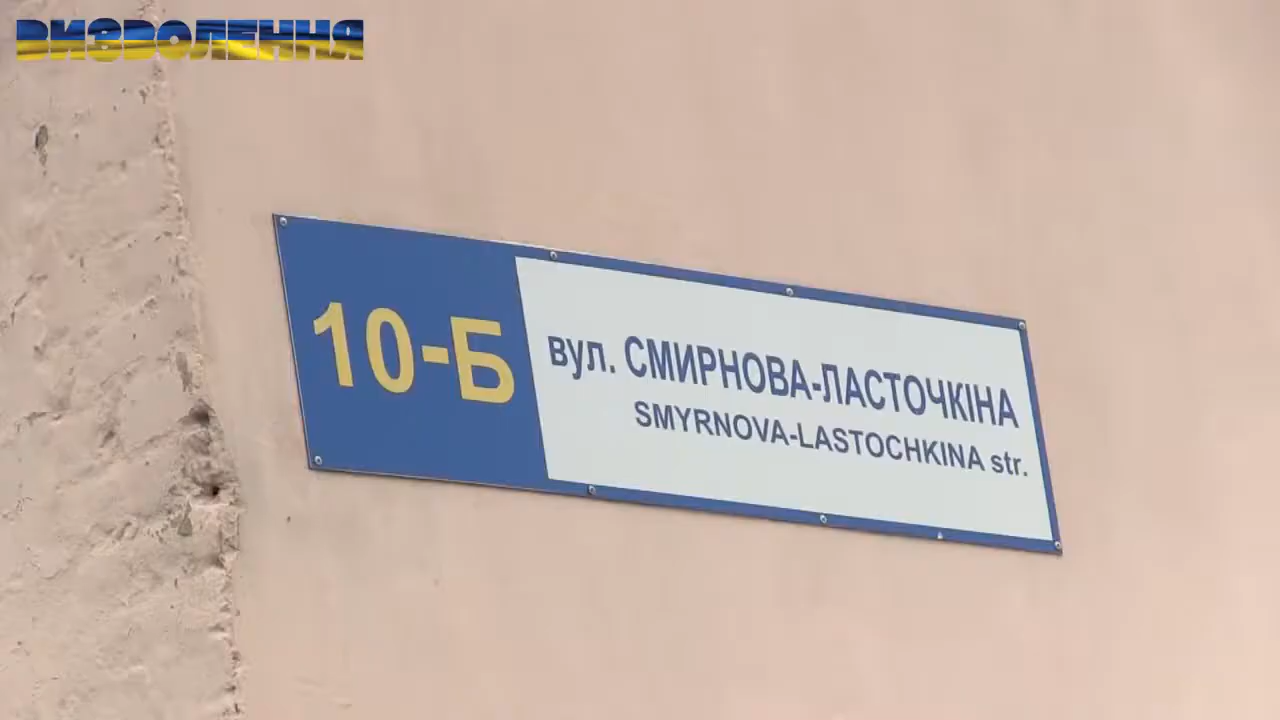 ВИЗВОЛЕННЯ
10-Б
вул. СМИРНОВА-ЛАСТОЧКІНА
SMYRNOVA-LASTOCHKINA str.